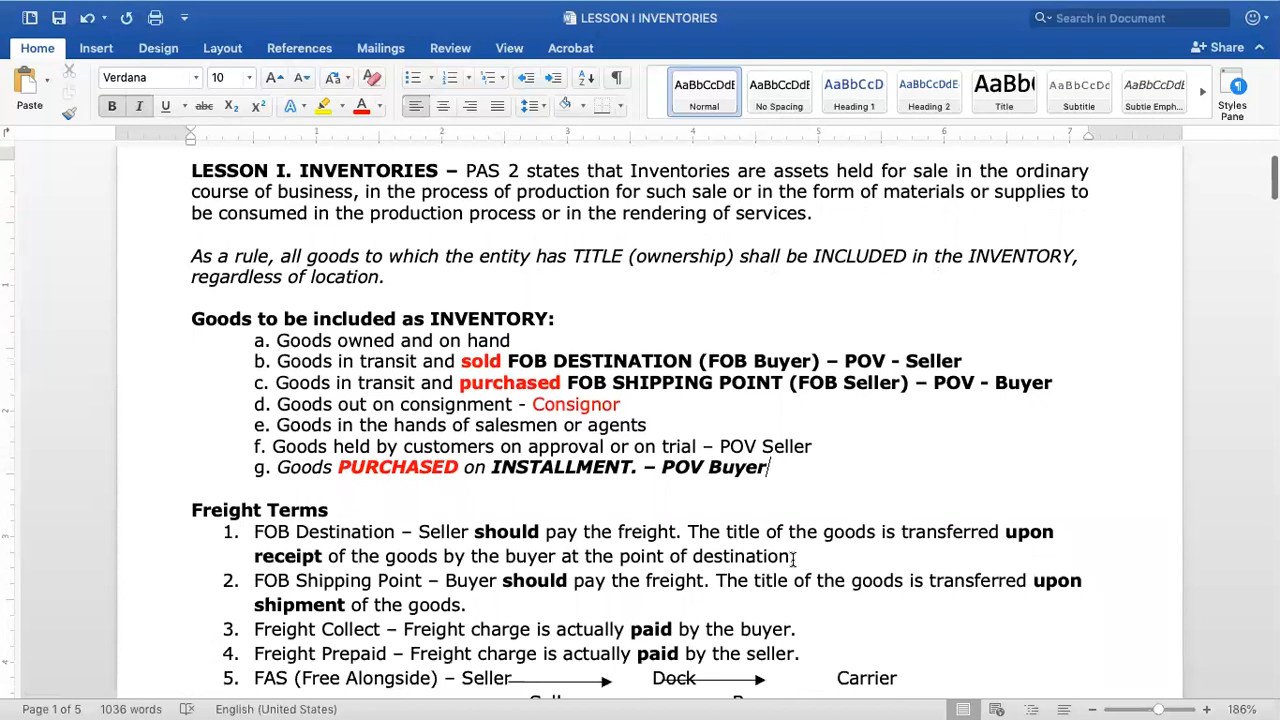 LESSON I INVENTORIES
Search in Document
Home Insert Design Layout References Mailings Review View Acrobat Share
Paste Verdana 10 AaBbCcDdE AaBbCcDdE AaBbCcD AaBbCcDdE AaBb( AaBbCcDdE AaBbCcDdE
Normal No Spacing Heading 1 Heading 2 Title Subtitle Subtle Emph... Styles Pane
1 2 3 4 5 6 7
LESSON I. INVENTORIES – PAS 2 states that Inventories are assets held for sale in the ordinary
course of business, in the process of production for such sale or in the form of materials or supplies to
be consumed in the production process or in the rendering of services.
As a rule, all goods to which the entity has TITLE (ownership) shall be INCLUDED in the INVENTORY,
regardless of location.
Goods to be included as INVENTORY:
a. Goods owned and on hand
b. Goods in transit and sold FOB DESTINATION (FOB Buyer) – POV - Seller
c. Goods in transit and purchased FOB SHIPPING POINT (FOB Seller) – POV - Buyer
d. Goods out on consignment - Consignor
e. Goods in the hands of salesmen or agents
f. Goods held by customers on approval or on trial – POV Seller
g. Goods PURCHASED on INSTALLMENT. – POV Buyer
Freight Terms
1. FOB Destination – Seller should pay the freight. The title of the goods is transferred upon
receipt of the goods by the buyer at the point of destination.
2. FOB Shipping Point – Buyer should pay the freight. The title of the goods is transferred upon
shipment of the goods.
3. Freight Collect – Freight charge is actually paid by the buyer.
4. Freight Prepaid – Freight charge is actually paid by the seller.
5. FAS (Free Alongside) – Seller Dock Carrier
Page 1 of 5 1036 words English (United States) 186%